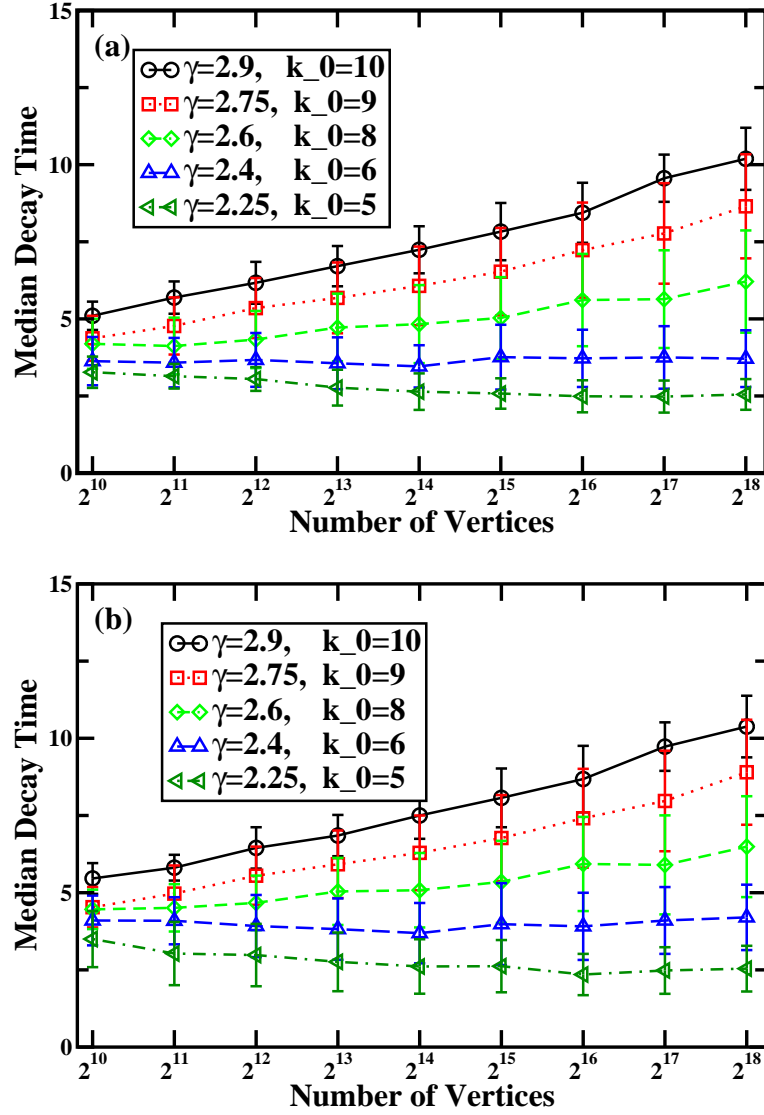 15
(a)
γ=2.9, k_0=10
γ=2.75, k_0=9
γ=2.6, k_0=8
γ=2.4, k_0=6
γ=2.25, k_0=5
10
5
0
Median Decay Time
2^10 2^11 2^12 2^13 2^14 2^15 2^16 2^17 2^18
Number of Vertices
15
(b)
γ=2.9, k_0=10
γ=2.75, k_0=9
γ=2.6, k_0=8
γ=2.4, k_0=6
γ=2.25, k_0=5
10
5
0
Median Decay Time
2^10 2^11 2^12 2^13 2^14 2^15 2^16 2^17 2^18
Number of Vertices